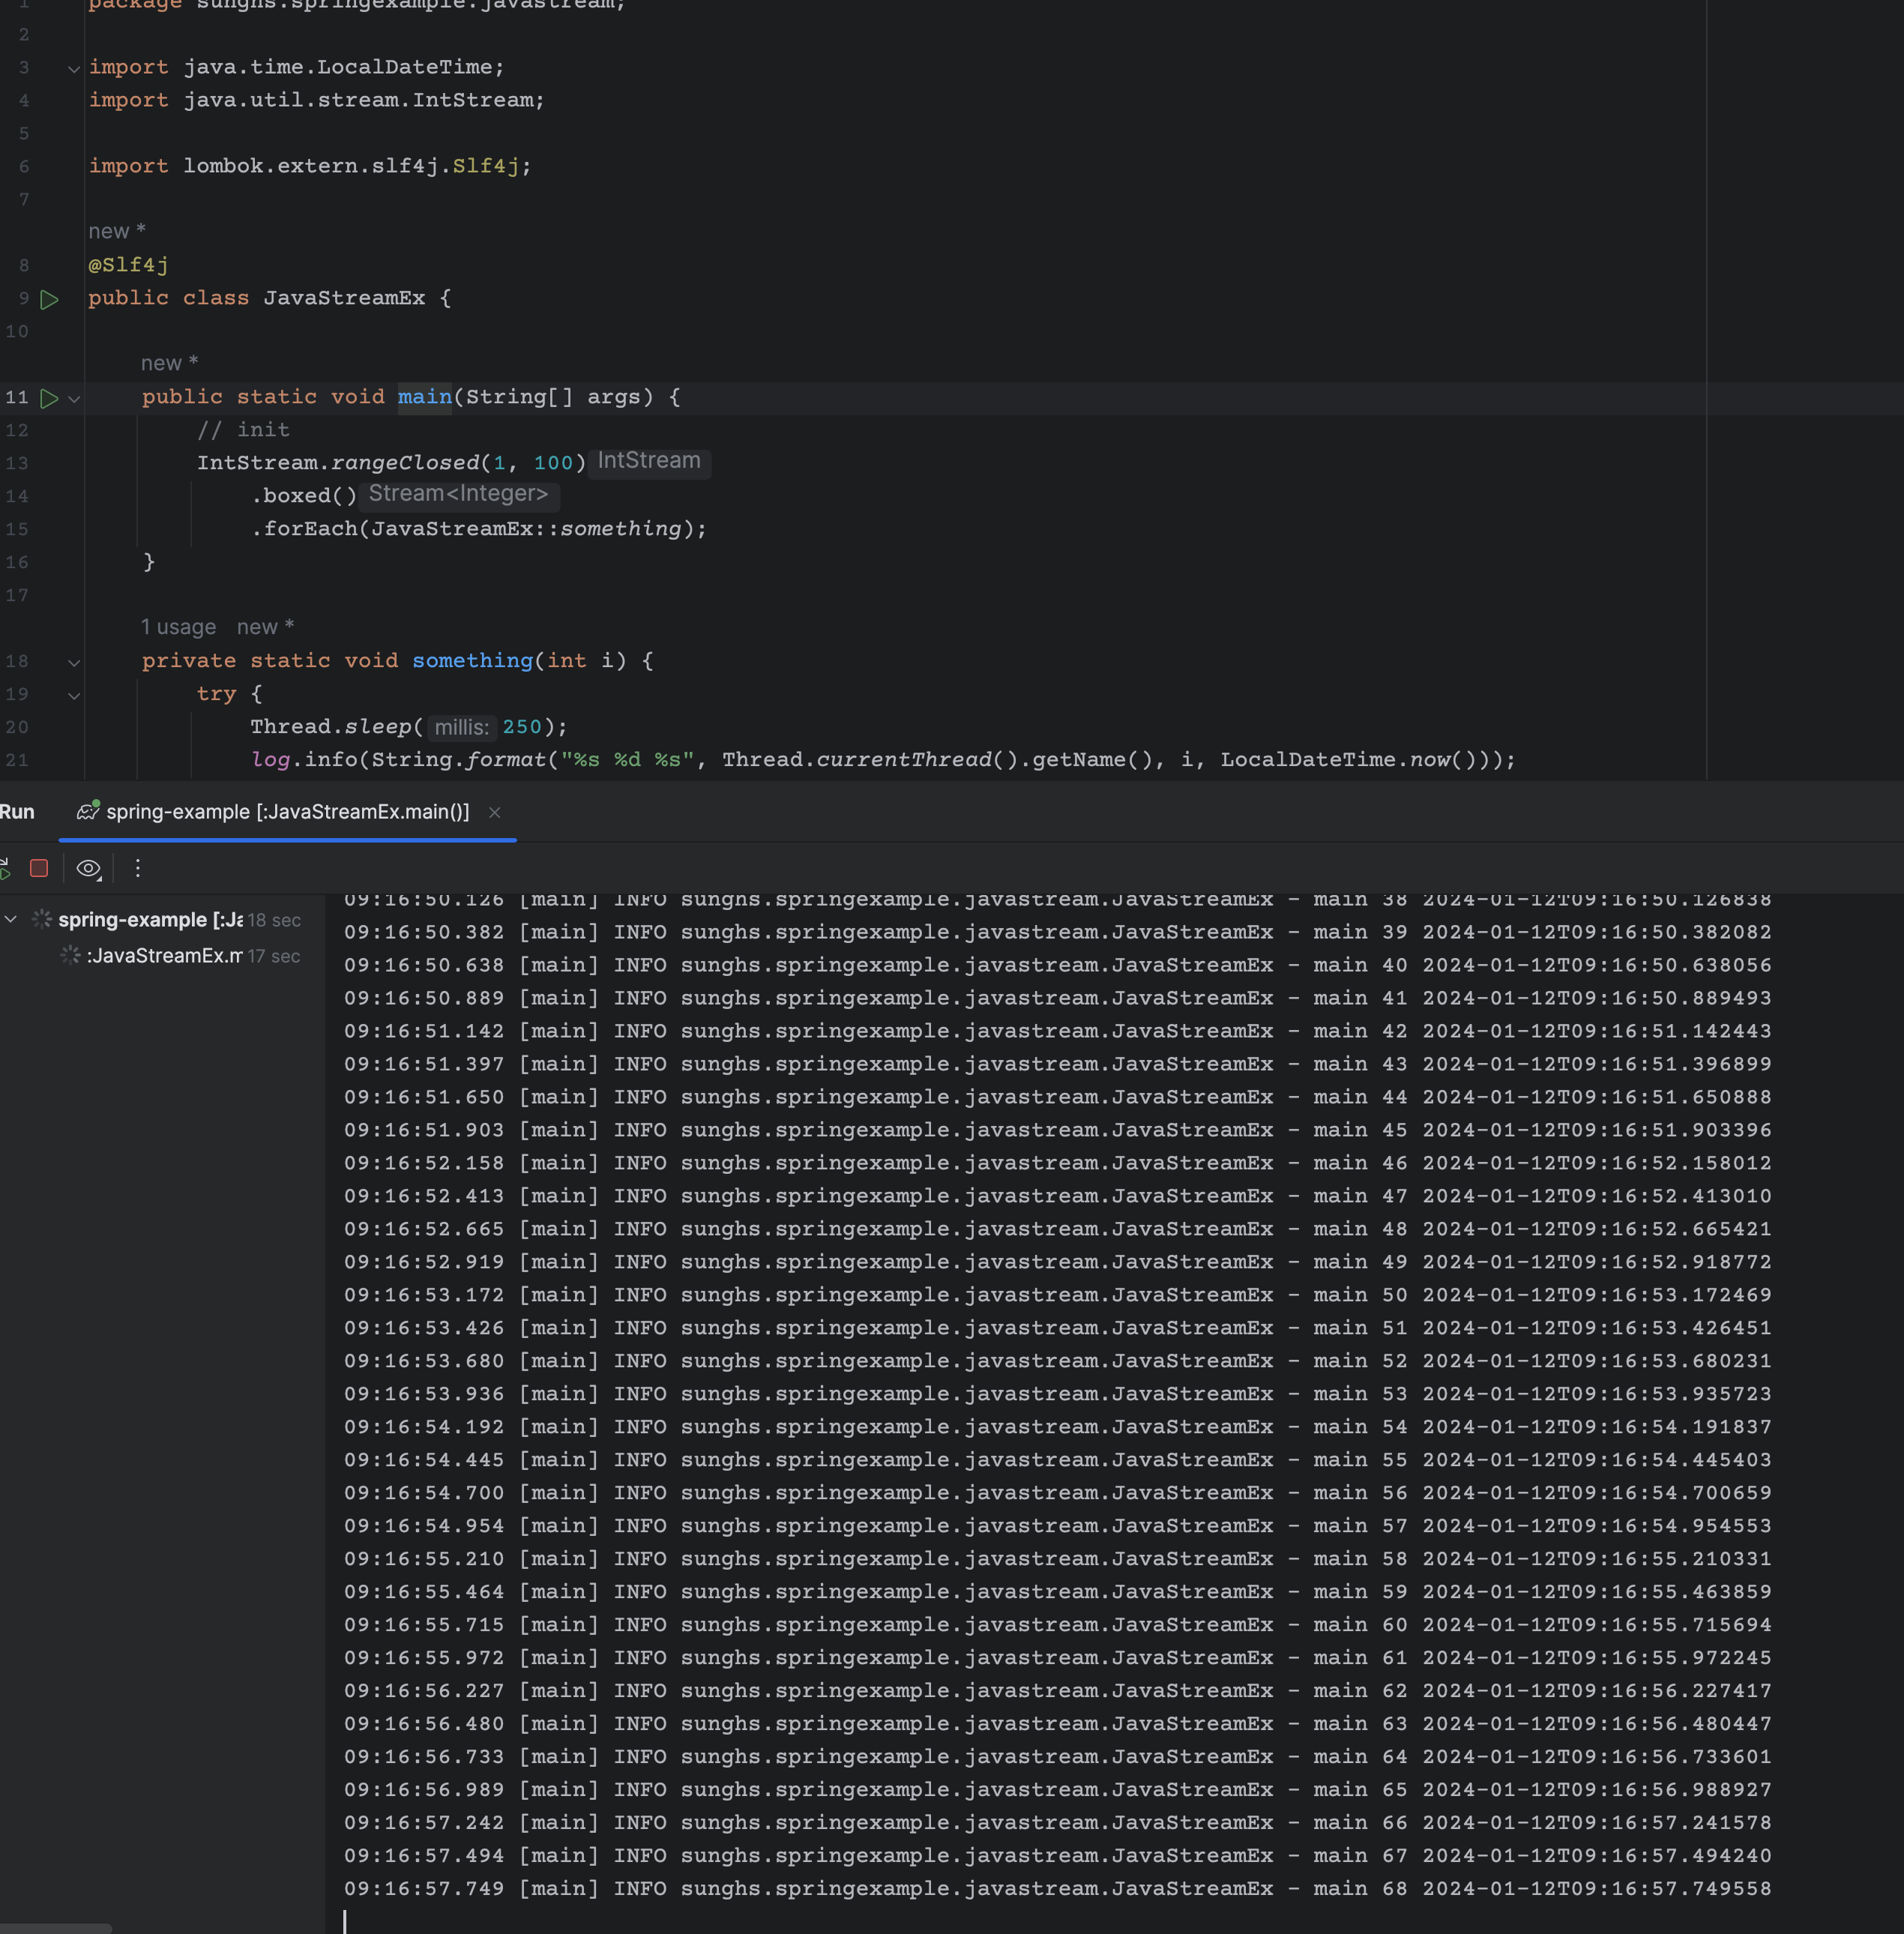 1 package sunghs.springexample.javastream;
2
3 import java.time.LocalDateTime;
4 import java.util.stream.IntStream;
5
6 import lombok.extern.slf4j.Slf4j;
7
new *
8 @Slf4j
9 public class JavaStreamEx {
10
new *
11 public static void main(String[] args) {
12 // init
13 IntStream.rangeClosed(1, 100) IntStream
14 .boxed() Stream<Integer>
15 .forEach(JavaStreamEx::something);
16 }
17
1 usage new *
18 private static void something(int i) {
19 try {
20 Thread.sleep( millis: 250);
21 log.info(String.format("%s %d %s", Thread.currentThread().getName(), i, LocalDateTime.now()));
Run spring-example [:JavaStreamEx.main()]
spring-example [:Ja 18 sec
:JavaStreamEx.m 17 sec
09:16:50.126 [main] INFO sunghs.springexample.javastream.JavaStreamEx - main 38 2024-01-12T09:16:50.126838
09:16:50.382 [main] INFO sunghs.springexample.javastream.JavaStreamEx - main 39 2024-01-12T09:16:50.382082
09:16:50.638 [main] INFO sunghs.springexample.javastream.JavaStreamEx - main 40 2024-01-12T09:16:50.638056
09:16:50.889 [main] INFO sunghs.springexample.javastream.JavaStreamEx - main 41 2024-01-12T09:16:50.889493
09:16:51.142 [main] INFO sunghs.springexample.javastream.JavaStreamEx - main 42 2024-01-12T09:16:51.142443
09:16:51.397 [main] INFO sunghs.springexample.javastream.JavaStreamEx - main 43 2024-01-12T09:16:51.396899
09:16:51.650 [main] INFO sunghs.springexample.javastream.JavaStreamEx - main 44 2024-01-12T09:16:51.650888
09:16:51.903 [main] INFO sunghs.springexample.javastream.JavaStreamEx - main 45 2024-01-12T09:16:51.903396
09:16:52.158 [main] INFO sunghs.springexample.javastream.JavaStreamEx - main 46 2024-01-12T09:16:52.158012
09:16:52.413 [main] INFO sunghs.springexample.javastream.JavaStreamEx - main 47 2024-01-12T09:16:52.413010
09:16:52.665 [main] INFO sunghs.springexample.javastream.JavaStreamEx - main 48 2024-01-12T09:16:52.665421
09:16:52.919 [main] INFO sunghs.springexample.javastream.JavaStreamEx - main 49 2024-01-12T09:16:52.918772
09:16:53.172 [main] INFO sunghs.springexample.javastream.JavaStreamEx - main 50 2024-01-12T09:16:53.172469
09:16:53.426 [main] INFO sunghs.springexample.javastream.JavaStreamEx - main 51 2024-01-12T09:16:53.426451
09:16:53.680 [main] INFO sunghs.springexample.javastream.JavaStreamEx - main 52 2024-01-12T09:16:53.680231
09:16:53.936 [main] INFO sunghs.springexample.javastream.JavaStreamEx - main 53 2024-01-12T09:16:53.935723
09:16:54.192 [main] INFO sunghs.springexample.javastream.JavaStreamEx - main 54 2024-01-12T09:16:54.191837
09:16:54.445 [main] INFO sunghs.springexample.javastream.JavaStreamEx - main 55 2024-01-12T09:16:54.445403
09:16:54.700 [main] INFO sunghs.springexample.javastream.JavaStreamEx - main 56 2024-01-12T09:16:54.700659
09:16:54.954 [main] INFO sunghs.springexample.javastream.JavaStreamEx - main 57 2024-01-12T09:16:54.954553
09:16:55.210 [main] INFO sunghs.springexample.javastream.JavaStreamEx - main 58 2024-01-12T09:16:55.210331
09:16:55.464 [main] INFO sunghs.springexample.javastream.JavaStreamEx - main 59 2024-01-12T09:16:55.463859
09:16:55.715 [main] INFO sunghs.springexample.javastream.JavaStreamEx - main 60 2024-01-12T09:16:55.715694
09:16:55.972 [main] INFO sunghs.springexample.javastream.JavaStreamEx - main 61 2024-01-12T09:16:55.972245
09:16:56.227 [main] INFO sunghs.springexample.javastream.JavaStreamEx - main 62 2024-01-12T09:16:56.227417
09:16:56.480 [main] INFO sunghs.springexample.javastream.JavaStreamEx - main 63 2024-01-12T09:16:56.480447
09:16:56.733 [main] INFO sunghs.springexample.javastream.JavaStreamEx - main 64 2024-01-12T09:16:56.733601
09:16:56.989 [main] INFO sunghs.springexample.javastream.JavaStreamEx - main 65 2024-01-12T09:16:56.988927
09:16:57.242 [main] INFO sunghs.springexample.javastream.JavaStreamEx - main 66 2024-01-12T09:16:57.241578
09:16:57.494 [main] INFO sunghs.springexample.javastream.JavaStreamEx - main 67 2024-01-12T09:16:57.494240
09:16:57.749 [main] INFO sunghs.springexample.javastream.JavaStreamEx - main 68 2024-01-12T09:16:57.749558